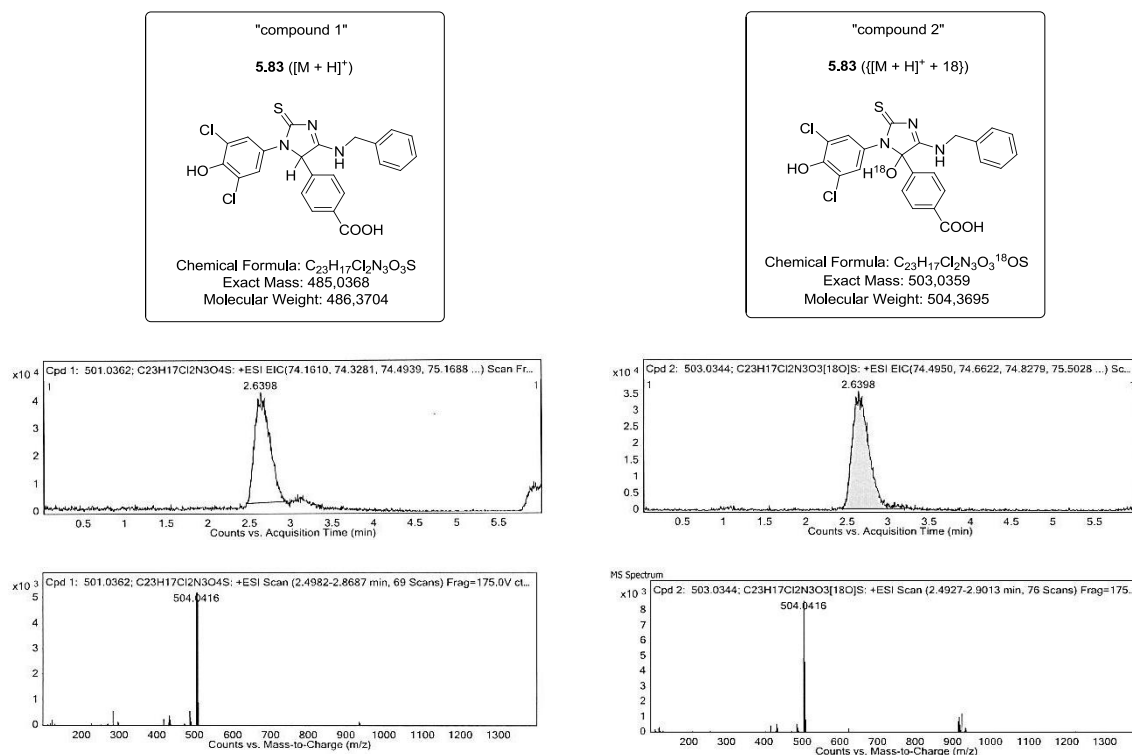 "compound 1"
5.83 ([M + H]+)
S
N
Cl
N
N
H
H
HO
Cl
COOH
Chemical Formula: C23H17Cl2N3O3S
Exact Mass: 485,0368
Molecular Weight: 486,3704
"compound 2"
5.83 ({[M + H]+ + 18})
S
N
Cl
N
N
H
HO
H18O
Cl
COOH
Chemical Formula: C23H17Cl2N3O318OS
Exact Mass: 503,0359
Molecular Weight: 504,3695
x10 4
Cpd 1: 501.0362; C23H17Cl2N3O4S: +ESI EIC(74.1610, 74.3281, 74.4939, 75.1688 ...) Scan Fr...
1
2.6398
1
4
3
2
1
0
0.5 1 1.5 2 2.5 3 3.5 4 4.5 5 5.5
Counts vs. Acquisition Time (min)
x10 4
Cpd 2: 503.0344; C23H17Cl2N3O3[18O]S: +ESI EIC(74.4950, 74.6622, 74.8279, 75.5028 ...) Sc...
1
2.6398
3.5
3
2.5
2
1.5
1
0.5
0
0.5 1 1.5 2 2.5 3 3.5 4 4.5 5 5.5
Counts vs. Acquisition Time (min)
x10 3
Cpd 1: 501.0362; C23H17Cl2N3O4S: +ESI Scan (2.4982-2.8687 min, 69 Scans) Frag=175.0V ct...
504.0416
5
4
3
2
1
0
200 300 400 500 600 700 800 900 1000 1100 1200 1300
Counts vs. Mass-to-Charge (m/z)
MS Spectrum
x10 3
Cpd 2: 503.0344; C23H17Cl2N3O3[18O]S: +ESI Scan (2.4927-2.9013 min, 76 Scans) Frag=175....
504.0416
8
7
6
5
4
3
2
1
0
200 300 400 500 600 700 800 900 1000 1100 1200 1300
Counts vs. Mass-to-Charge (m/z)